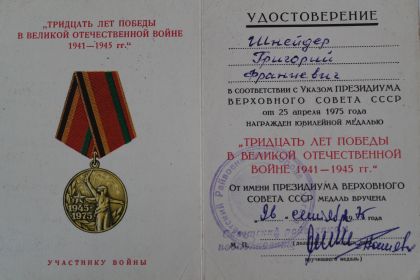 „ТРИДЦАТЬ ЛЕТ ПОБЕДЫ
В ВЕЛИКОЙ ОТЕЧЕСТВЕННОЙ ВОЙНЕ
1941—1945 гг."
1945
1975
УЧАСТНИКУ ВОЙНЫ
УДОСТОВЕРЕНИЕ
Шнейдер
Григорий
Францевич
В СООТВЕТСТВИИ С УКАЗОМ ПРЕЗИДИУМА
ВЕРХОВНОГО СОВЕТА СССР
от 25 апреля 1975 года
НАГРАЖДЕН ЮБИЛЕЙНОЙ МЕДАЛЬЮ
„ТРИДЦАТЬ ЛЕТ ПОБЕДЫ
В ВЕЛИКОЙ ОТЕЧЕСТВЕННОЙ
ВОЙНЕ 1941—1945 гг."
ОТ ИМЕНИ ПРЕЗИДИУМА ВЕРХОВНОГО
СОВЕТА СССР МЕДАЛЬ ВРУЧЕНА
М. П.